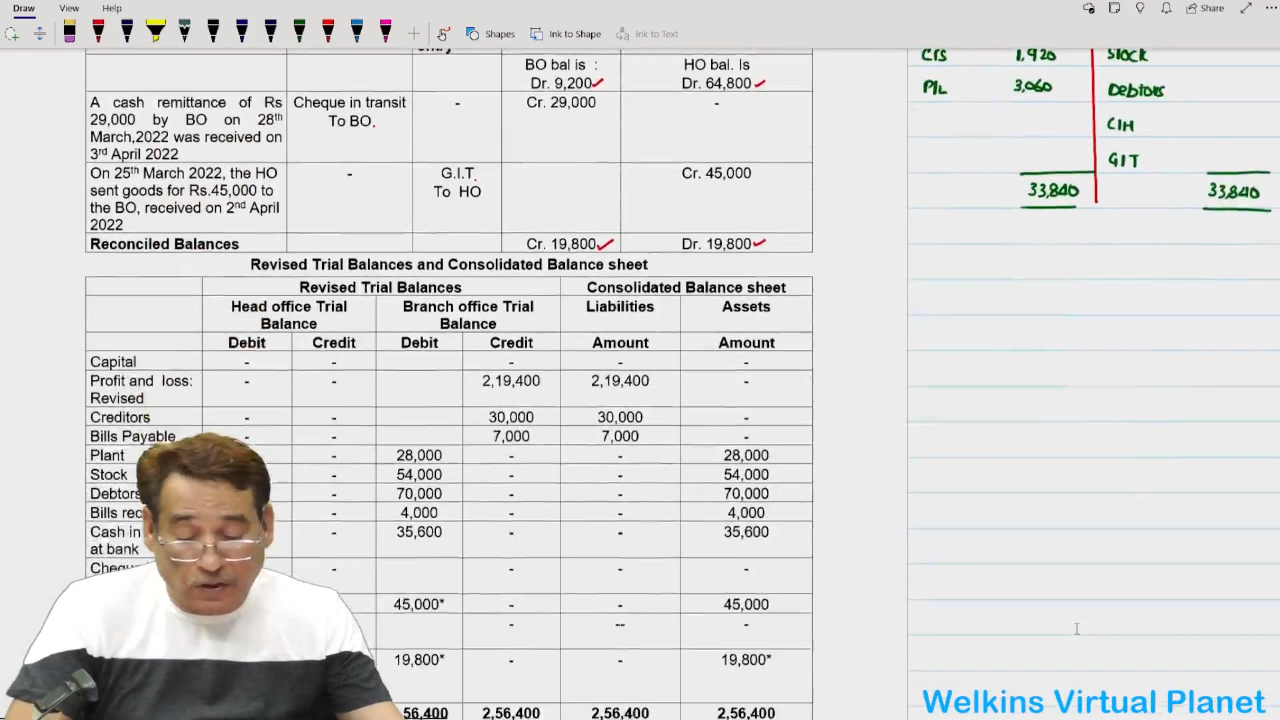 Draw View Help
Shapes Ink to Shape Ink to Text Share
BO bal is : HO bal. Is
Dr. 9,200 Dr. 64,800
A cash remittance of Rs Cheque in transit - Cr. 29,000 -
29,000 by BO on 28th To BO.
March,2022 was received on
3rd April 2022
On 25th March 2022, the HO - G.I.T. Cr. 45,000
sent goods for Rs.45,000 to To HO
the BO, received on 2nd April
2022
Reconciled Balances Cr. 19,800 Dr. 19,800
Revised Trial Balances and Consolidated Balance sheet
Revised Trial Balances Consolidated Balance sheet
Head office Trial Branch office Trial Liabilities Assets
Balance Balance
Debit Credit Debit Credit Amount Amount
Capital - - - - -
Profit and loss: - - 2,19,400 2,19,400 -
Revised
Creditors - - 30,000 30,000 -
Bills Payable - - 7,000 7,000 -
Plant - - 28,000 - - 28,000
Stock - 54,000 - - 54,000
Debtors - 70,000 - - 70,000
Bills rec - 4,000 - - 4,000
Cash in - 35,600 - - 35,600
at bank
Cheque - - - -
45,000* - - 45,000
- -- -
19,800* - - 19,800*
56,400 2,56,400 2,56,400 2,56,400
Crs 1,920 Stock
P/L 3,060 Debtors
CIH
GIT
33,840 33,840
Welkins Virtual Planet